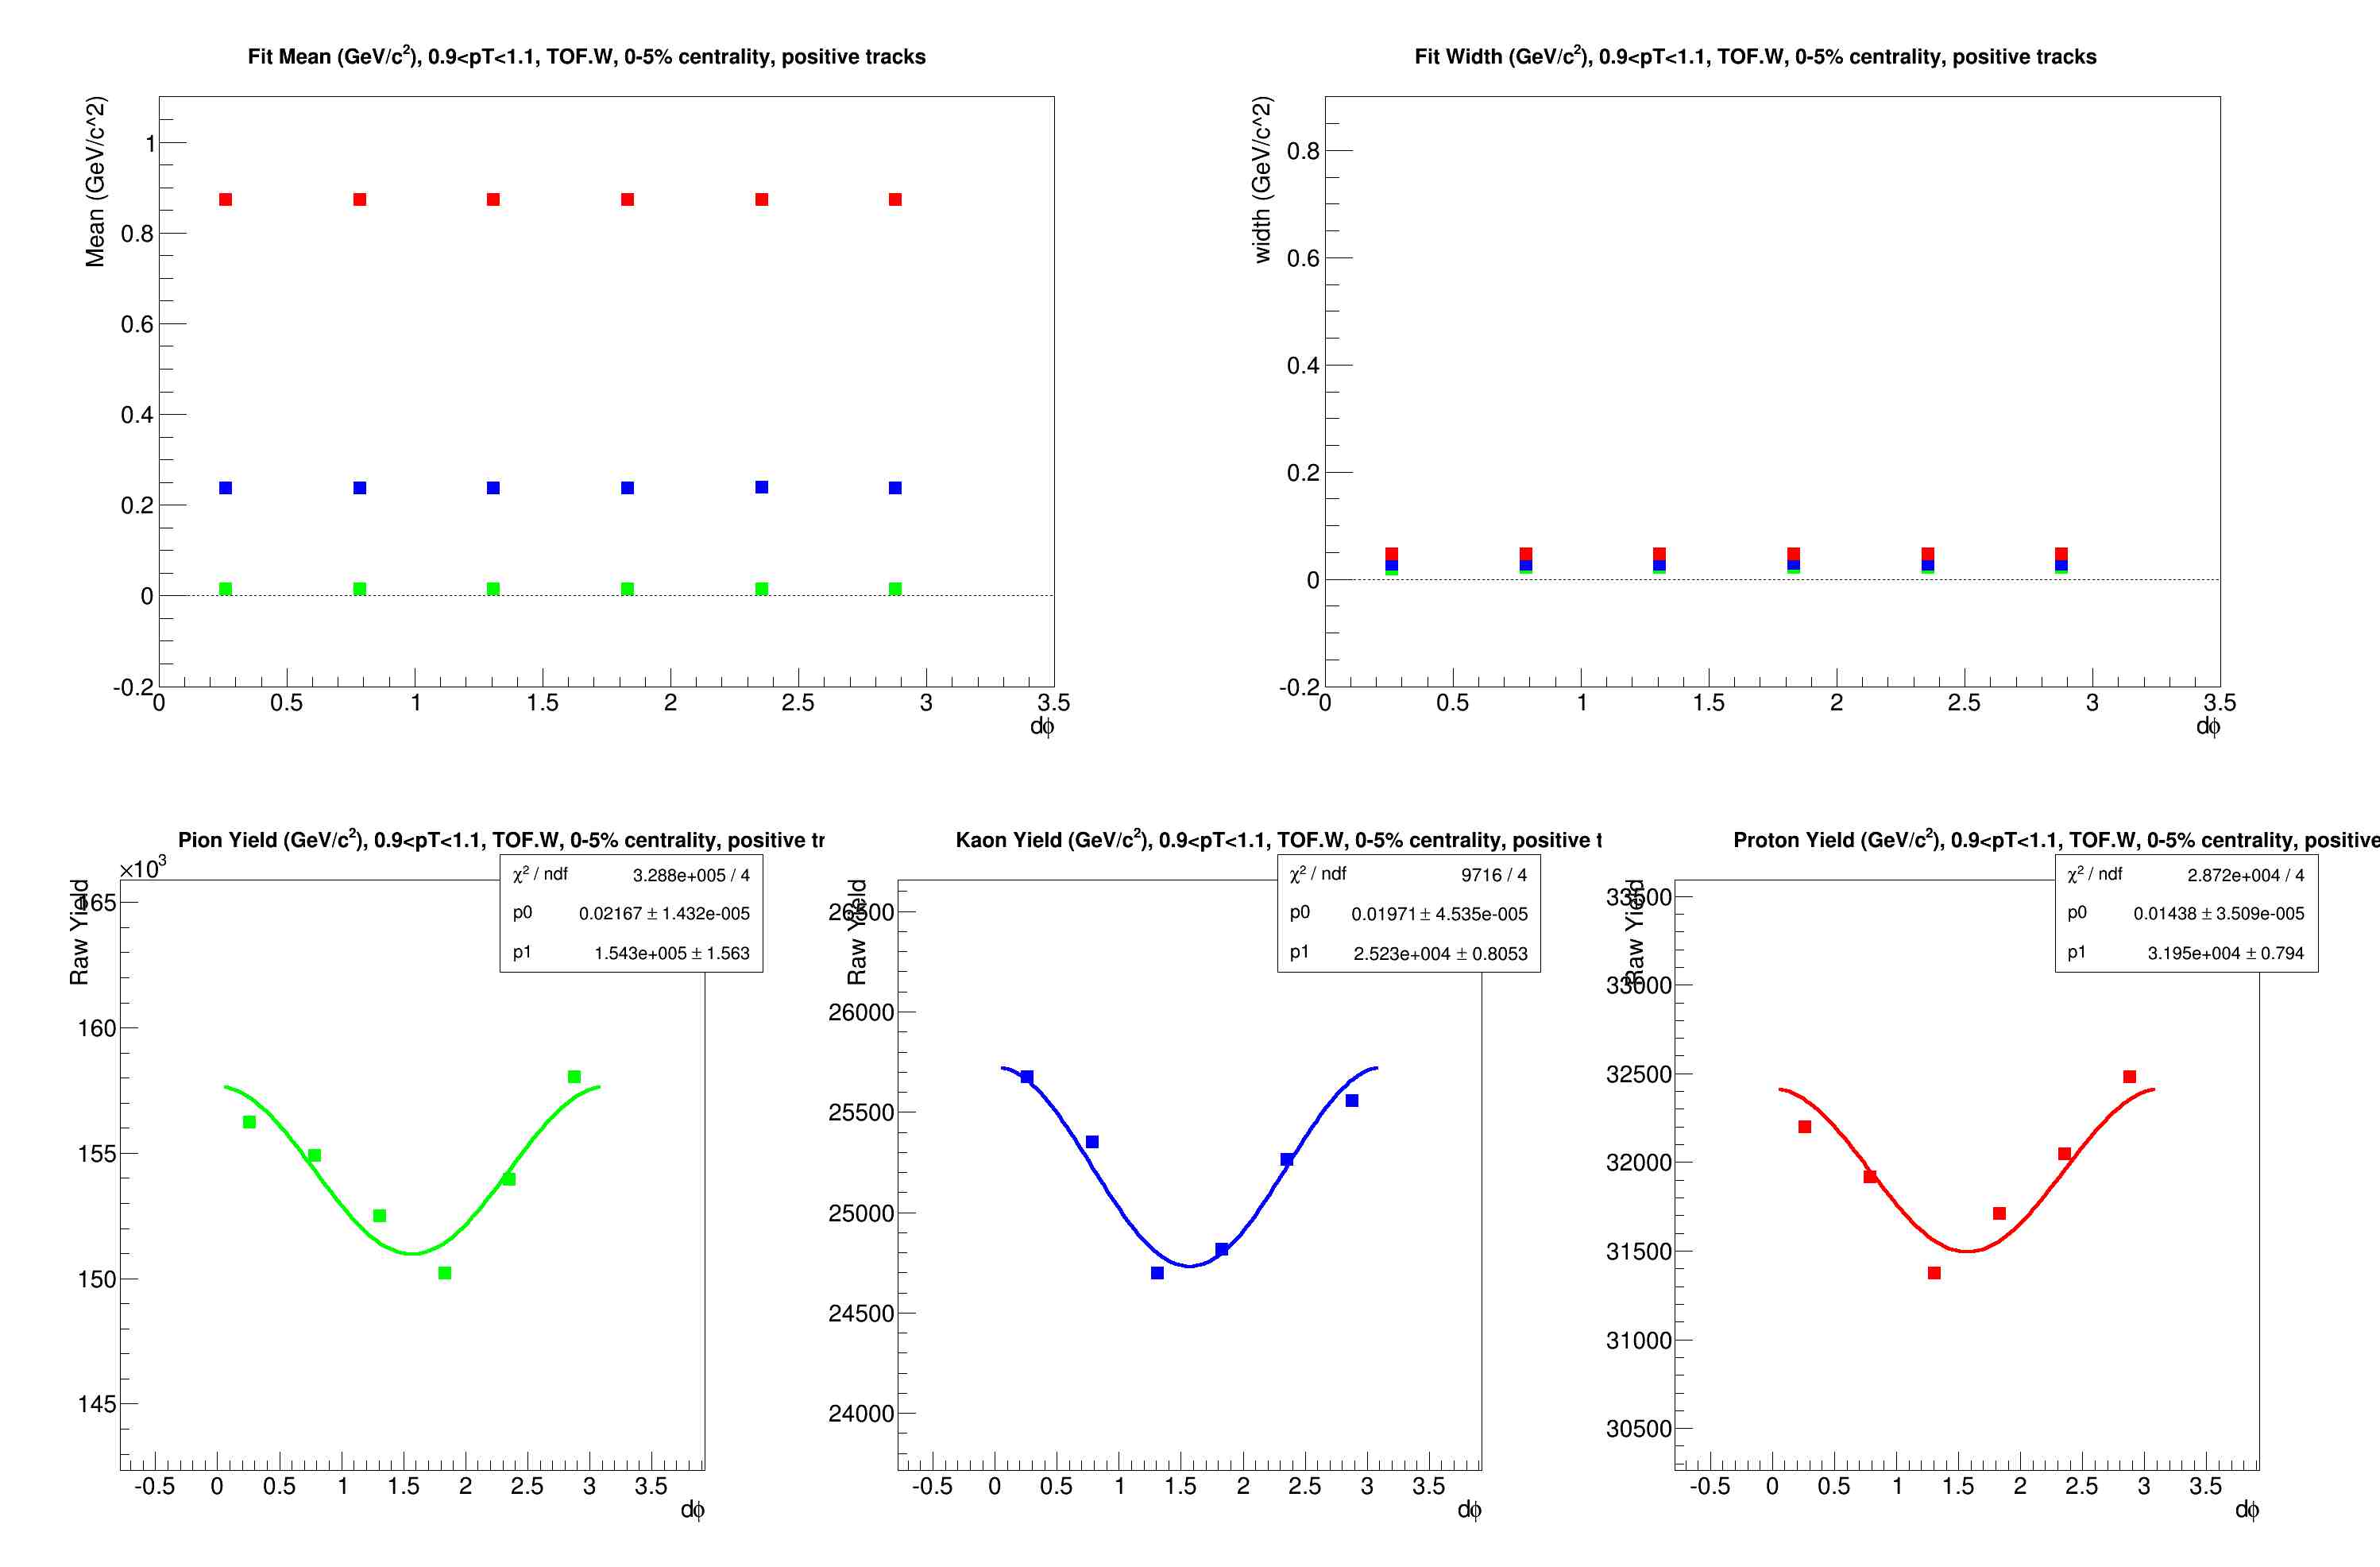 Fit Mean (GeV/c²), 0.9<pT<1.1, TOF.W, 0-5% centrality, positive tracks
Mean (GeV/c^2)
1
0.8
0.6
0.4
0.2
0
-0.2
0 0.5 1 1.5 2 2.5 3 3.5
dϕ
Fit Width (GeV/c²), 0.9<pT<1.1, TOF.W, 0-5% centrality, positive tracks
width (GeV/c^2)
0.8
0.6
0.4
0.2
0
-0.2
0 0.5 1 1.5 2 2.5 3 3.5
dϕ
Pion Yield (GeV/c²), 0.9<pT<1.1, TOF.W, 0-5% centrality, positive tr
×10³
Raw Yield
χ² / ndf 3.288e+005 / 4
p0 0.02167 ± 1.432e-005
p1 1.543e+005 ± 1.563
165
160
155
150
145
-0.5 0 0.5 1 1.5 2 2.5 3 3.5
dϕ
Kaon Yield (GeV/c²), 0.9<pT<1.1, TOF.W, 0-5% centrality, positive t
Raw Yield
χ² / ndf 9716 / 4
p0 0.01971 ± 4.535e-005
p1 2.523e+004 ± 0.8053
26500
26000
25500
25000
24500
24000
-0.5 0 0.5 1 1.5 2 2.5 3 3.5
dϕ
Proton Yield (GeV/c²), 0.9<pT<1.1, TOF.W, 0-5% centrality, positive
Raw Yield
χ² / ndf 2.872e+004 / 4
p0 0.01438 ± 3.509e-005
p1 3.195e+004 ± 0.794
33500
33000
32500
32000
31500
31000
30500
-0.5 0 0.5 1 1.5 2 2.5 3 3.5
dϕ